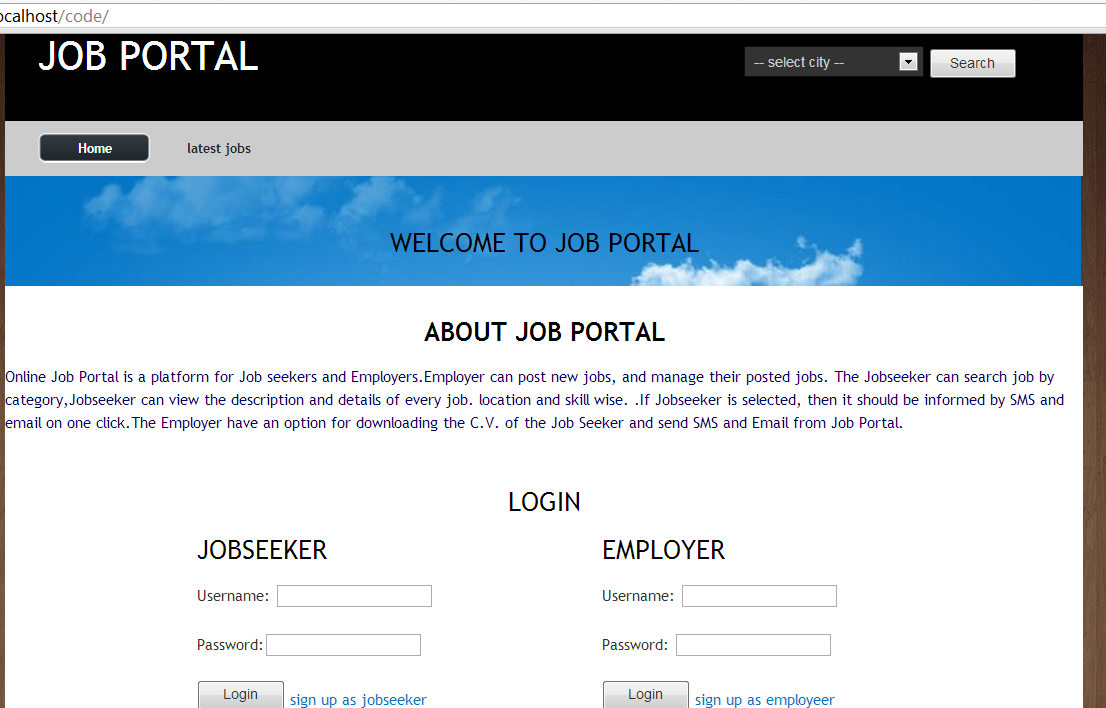 ocalhost/code/
JOB PORTAL
-- select city --
Search
Home
latest jobs
WELCOME TO JOB PORTAL
ABOUT JOB PORTAL
Online Job Portal is a platform for Job seekers and Employers.Employer can post new jobs, and manage their posted jobs. The Jobseeker can search job by
category,Jobseeker can view the description and details of every job. location and skill wise. .If Jobseeker is selected, then it should be informed by SMS and
email on one click.The Employer have an option for downloading the C.V. of the Job Seeker and send SMS and Email from Job Portal.
LOGIN
JOBSEEKER
Username:
Password:
Login
sign up as jobseeker
EMPLOYER
Username:
Password:
Login
sign up as employeer